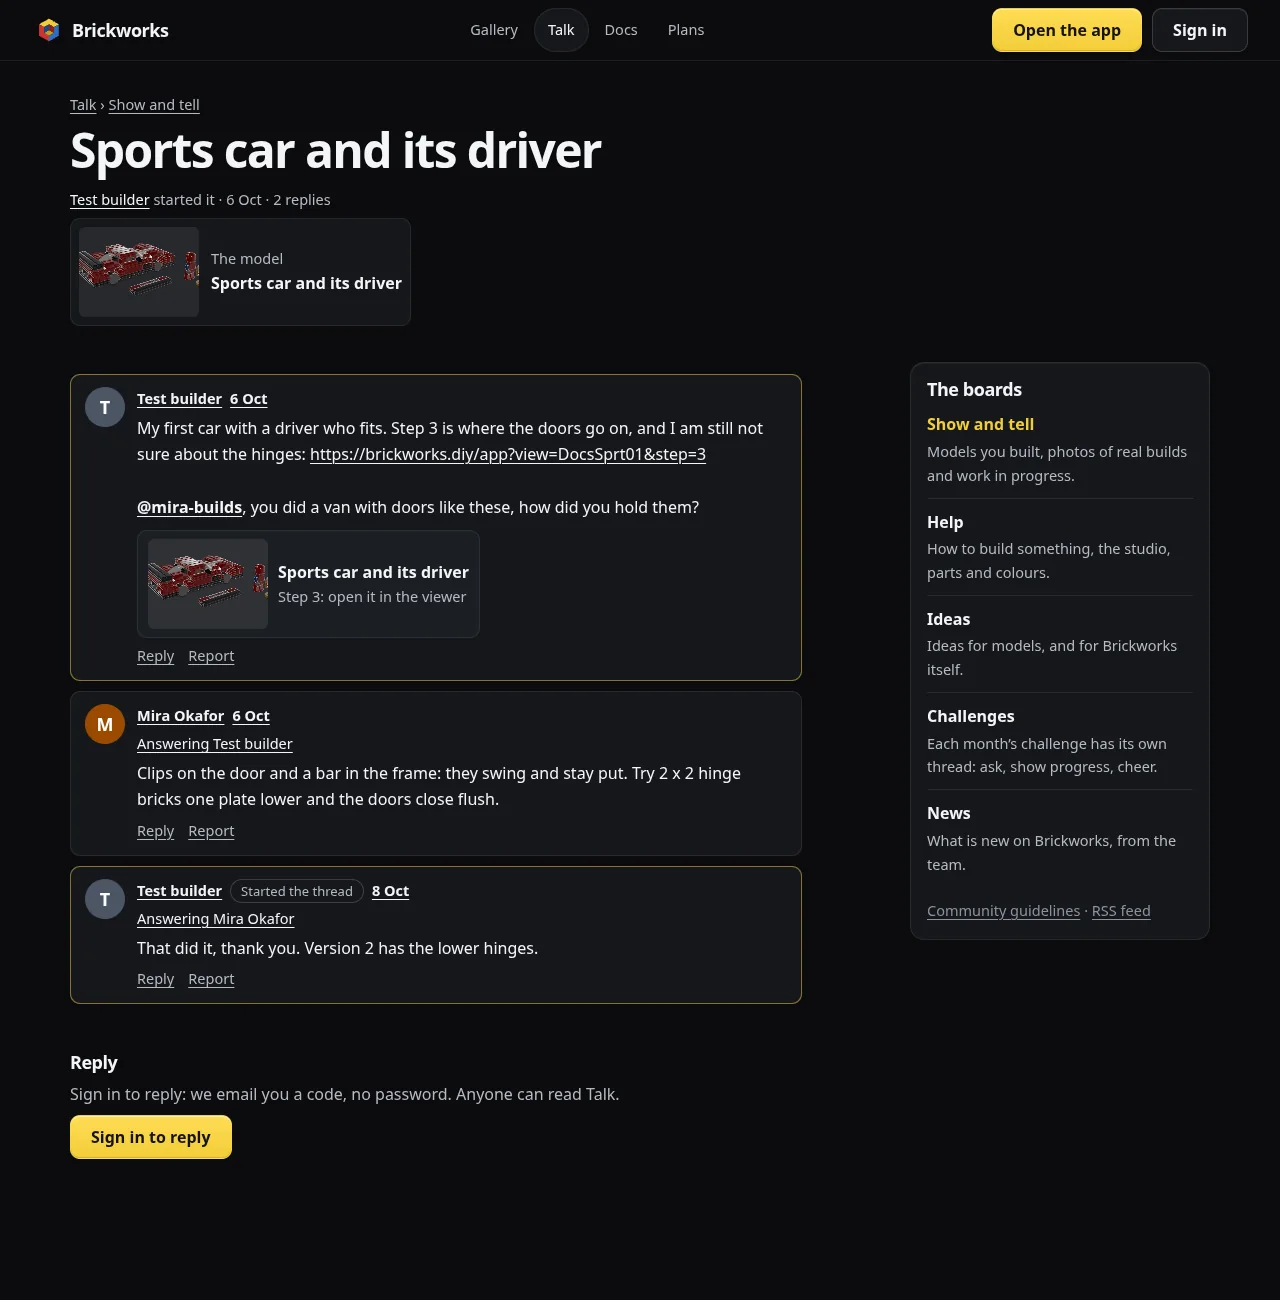 Brickworks
Gallery
Talk
Docs
Plans
Open the app
Sign in
Talk › Show and tell
Sports car and its driver
Test builder started it · 6 Oct · 2 replies
The model
Sports car and its driver
T
Test builder 6 Oct
My first car with a driver who fits. Step 3 is where the doors go on, and I am still not
sure about the hinges: https://brickworks.diy/app?view=DocsSprt01&step=3
@mira-builds, you did a van with doors like these, how did you hold them?
Sports car and its driver
Step 3: open it in the viewer
Reply Report
M
Mira Okafor 6 Oct
Answering Test builder
Clips on the door and a bar in the frame: they swing and stay put. Try 2 x 2 hinge
bricks one plate lower and the doors close flush.
Reply Report
T
Test builder Started the thread 8 Oct
Answering Mira Okafor
That did it, thank you. Version 2 has the lower hinges.
Reply Report
Reply
Sign in to reply: we email you a code, no password. Anyone can read Talk.
Sign in to reply
The boards
Show and tell
Models you built, photos of real builds
and work in progress.
Help
How to build something, the studio,
parts and colours.
Ideas
Ideas for models, and for Brickworks
itself.
Challenges
Each month’s challenge has its own
thread: ask, show progress, cheer.
News
What is new on Brickworks, from the
team.
Community guidelines · RSS feed